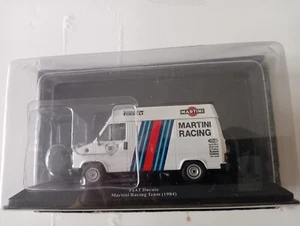 MARTINI
MARTINI
RACING
FIAT Ducato
Martini Racing Team (1984)